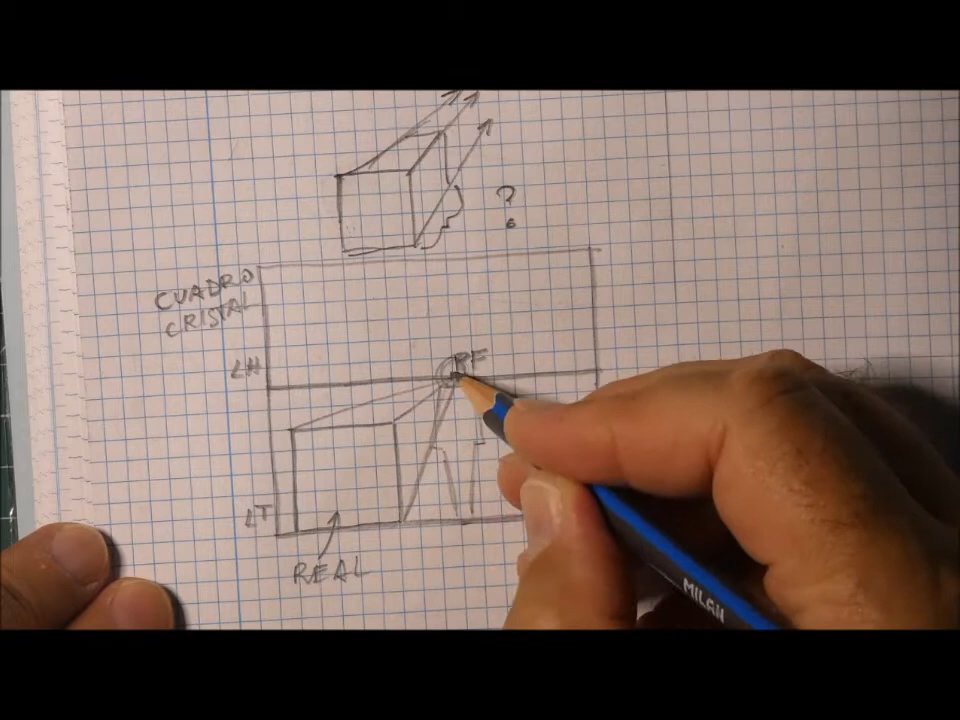 ?
CUADRO
CRISTAL
LH
PF
LT
REAL
MILAN